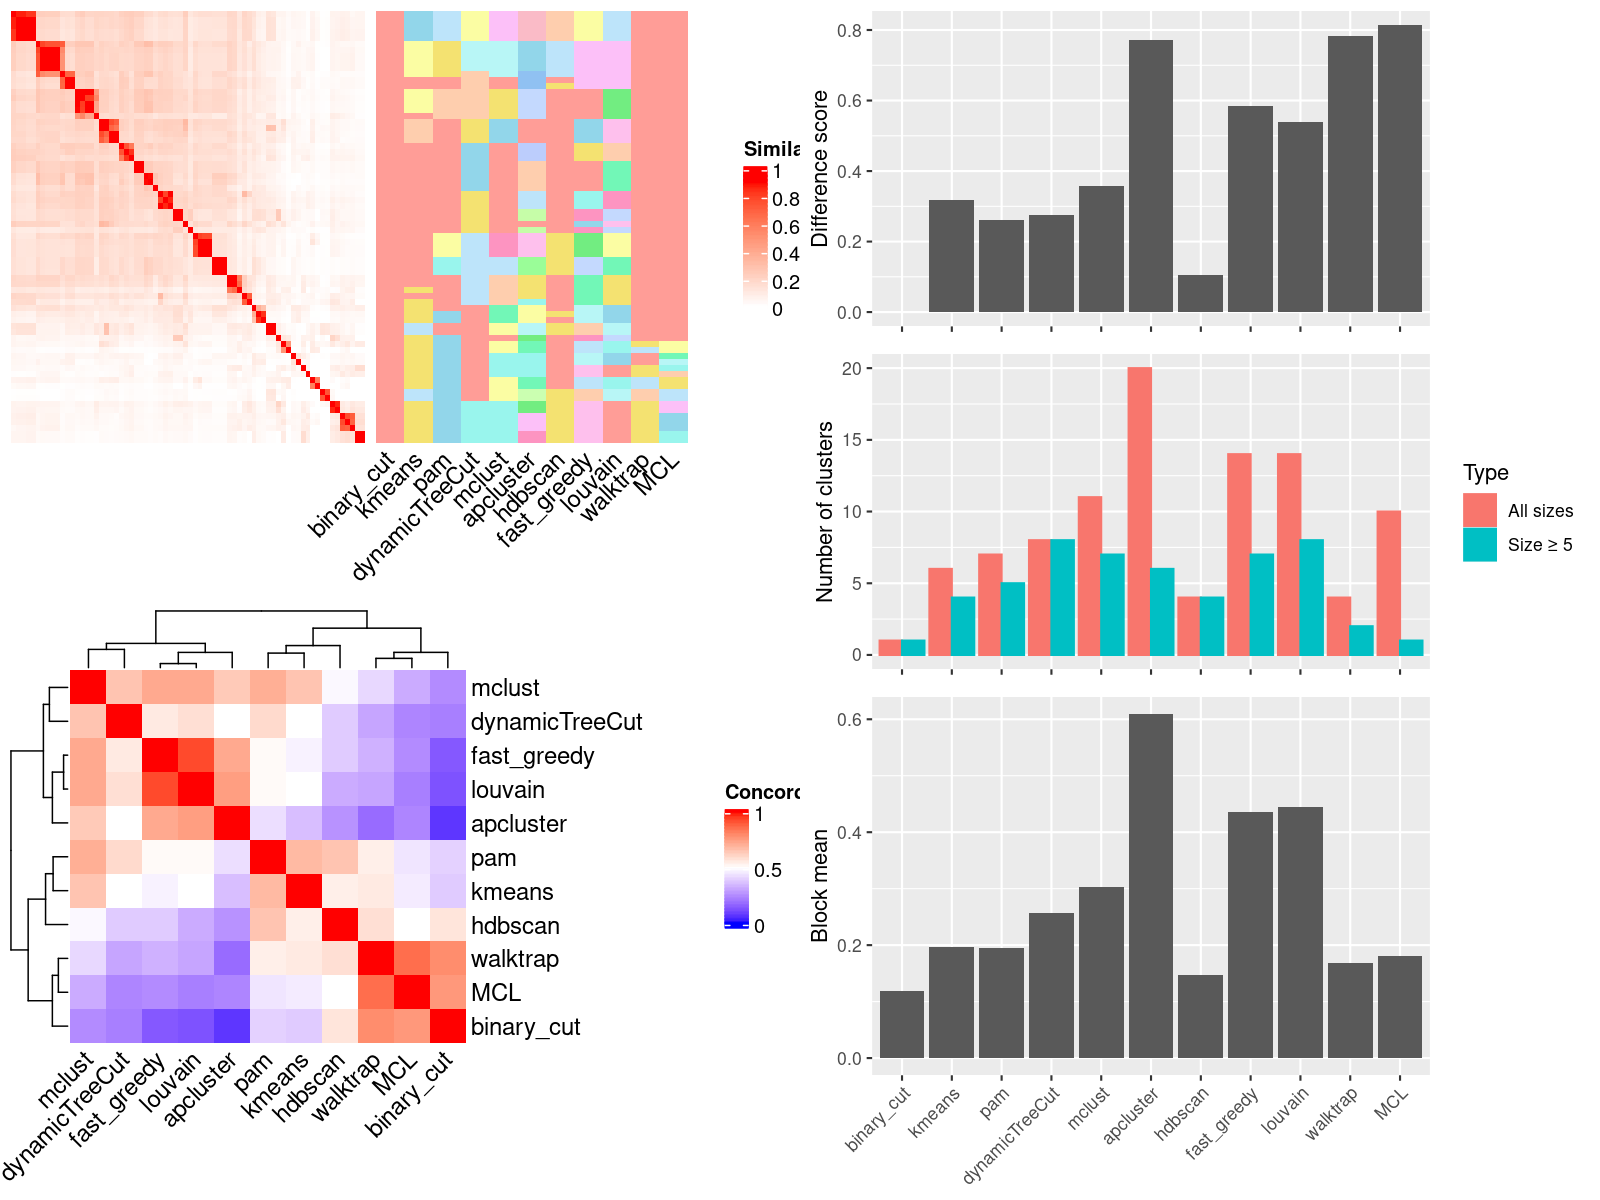 Simila
1
0.8
0.6
0.4
0.2
0
binary_cut
kmeans
pam
dynamicTreeCut
mclust
apcluster
hdbscan
fast_greedy
louvain
walktrap
MCL
mclust
dynamicTreeCut
fast_greedy
louvain
apcluster
pam
kmeans
hdbscan
walktrap
MCL
binary_cut
mclust
dynamicTreeCut
fast_greedy
louvain
apcluster
pam
kmeans
hdbscan
walktrap
MCL
binary_cut
Concord
1
0.5
0
Difference score
0.8
0.6
0.4
0.2
0.0
Number of clusters
20
15
10
5
0
Type
All sizes
Size ≥ 5
Block mean
0.6
0.4
0.2
0.0
binary_cut
kmeans
pam
dynamicTreeCut
mclust
apcluster
hdbscan
fast_greedy
louvain
walktrap
MCL